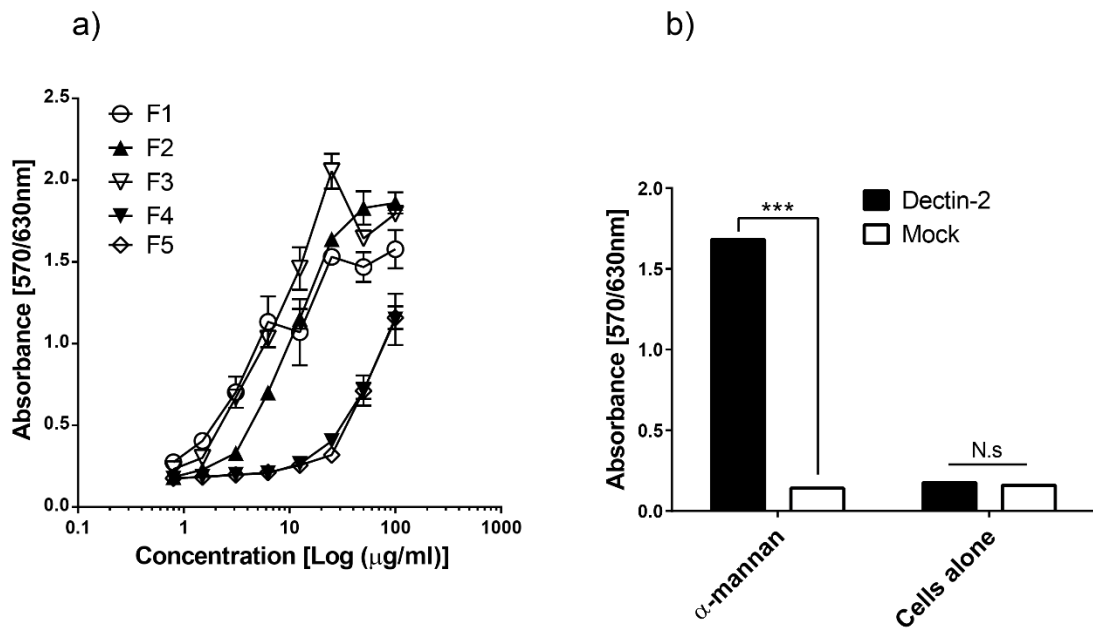 a)
Absorbance [570/630nm]
2.5
2.0
1.5
1.0
0.5
0.0
F1
F2
F3
F4
F5
0.1
1
10
100
1000
Concentration [Log (μg/ml)]
b)
Absorbance [570/630nm]
2.0
1.5
1.0
0.5
0.0
Dectin-2
Mock
***
N.s
α-mannan
Cells alone